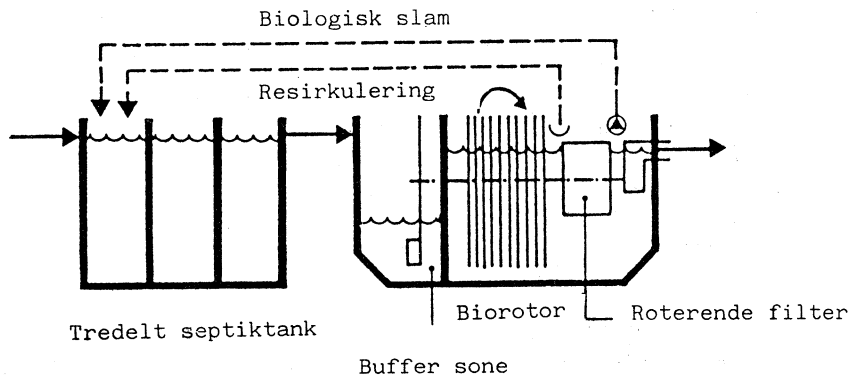 Biologisk slam
Resirkulering
Biorotor
Roterende filter
Tredelt septiktank
Buffer sone